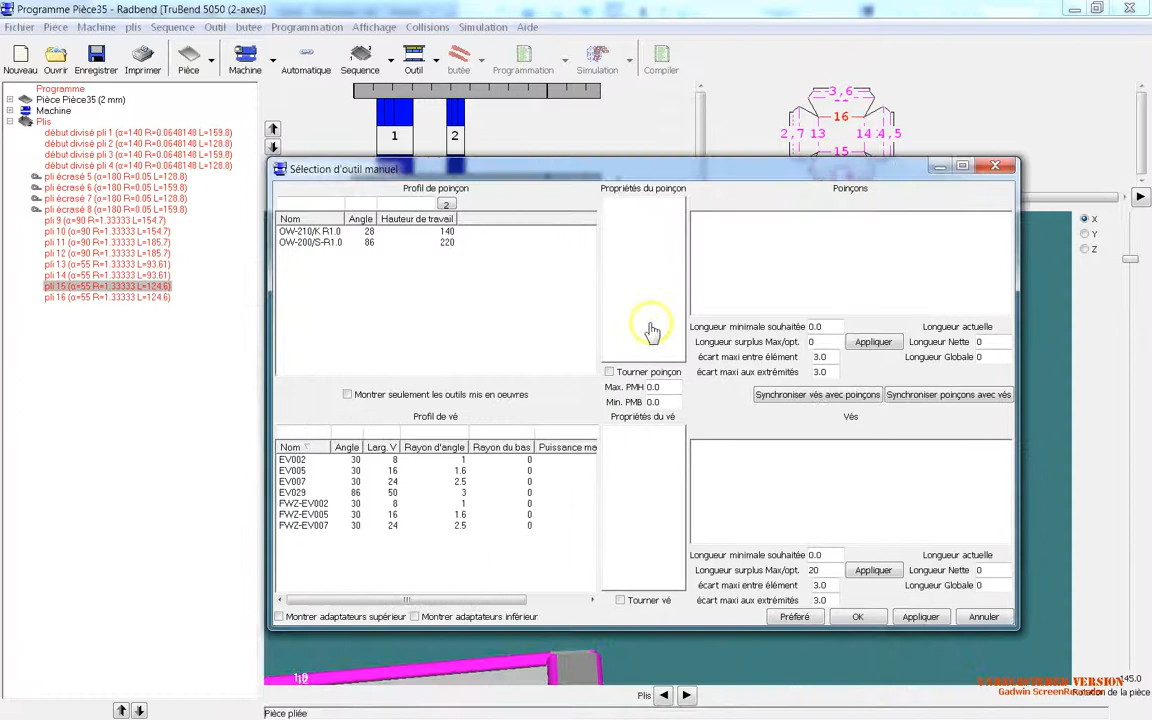 Programme Pièce35 - Radbend [TruBend 5050 (2-axes)]
Fichier Pièce Machine plis Sequence Outil butée Programmation Affichage Collisions Simulation Aide
Nouveau Ouvrir Enregistrer Imprimer Pièce Machine Automatique Sequence Outil butée Programmation Simulation Compiler
Programme
Pièce Pièce35 (2 mm)
Machine
Plis
début divisé pli 1 (α=140 R=0.0648148 L=159.8)
début divisé pli 2 (α=140 R=0.0648148 L=128.8)
début divisé pli 3 (α=140 R=0.0648148 L=159.8)
début divisé pli 4 (α=140 R=0.0648148 L=128.8)
pli écrasé 5 (α=180 R=0.05 L=128.8)
pli écrasé 6 (α=180 R=0.05 L=159.8)
pli écrasé 7 (α=180 R=0.05 L=128.8)
pli écrasé 8 (α=180 R=0.05 L=159.8)
pli 9 (α=90 R=1.33333 L=154.7)
pli 10 (α=90 R=1.33333 L=154.7)
pli 11 (α=90 R=1.33333 L=185.7)
pli 12 (α=90 R=1.33333 L=185.7)
pli 13 (α=55 R=1.33333 L=93.61)
pli 14 (α=55 R=1.33333 L=93.61)
pli 15 (α=55 R=1.33333 L=124.6)
pli 16 (α=55 R=1.33333 L=124.6)
1 2
3,6
16
2,7 13 14 4,5
15
X
Y
Z
Sélection d'outil manuel
Profil de poinçon Propriétés du poinçon Poinçons
2
Nom Angle Hauteur de travail
OW-210/K R1.0 28 140
OW-200/S-R1.0 86 220
Longueur minimale souhaitée 0.0 Longueur actuelle
Longueur surplus Max/opt. 0 Appliquer Longueur Nette 0
écart maxi entre élément 3.0 Longueur Globale 0
écart maxi aux extrémités 3.0
Tourner poinçon
Max. PMH 0.0
Min. PMB 0.0
Montrer seulement les outils mis en oeuvres
Synchroniser vés avec poinçons Synchroniser poinçons avec vés
Profil de vé Propriétés du vé Vés
Nom Angle Larg. V Rayon d'angle Rayon du bas Puissance ma
EV002 30 8 1 0
EV005 30 16 1.6 0
EV007 30 24 2.5 0
EV029 86 50 3 0
FWZ-EV002 30 8 1 0
FWZ-EV005 30 16 1.6 0
FWZ-EV007 30 24 2.5 0
Longueur minimale souhaitée 0.0 Longueur actuelle
Longueur surplus Max/opt. 20 Appliquer Longueur Nette 0
écart maxi entre élément 3.0 Longueur Globale 0
écart maxi aux extrémités 3.0
Tourner vé
Montrer adaptateurs supérieur Montrer adaptateurs inférieur
Préferé OK Appliquer Annuler
145.0
UNREGISTERED VERSION
Gadwin ScreenRecorder
Rotation de la pièce
Plis
Pièce pliée